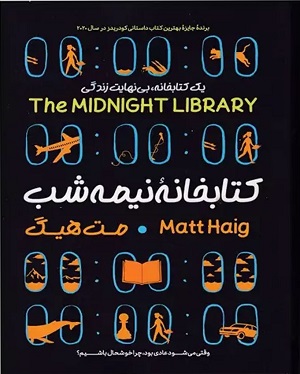 برندهٔ جایزهٔ بهترین کتاب داستانی گودریدز در سال ۲۰۲۰
یک کتابخانه، بی‌نهایت زندگی
The MIDNIGHT LIBRARY
کتابخانهٔ نیمه‌شب
مت هیگ • Matt Haig
وقتی می‌شود عادی بود، چرا خوشحال باشیم؟